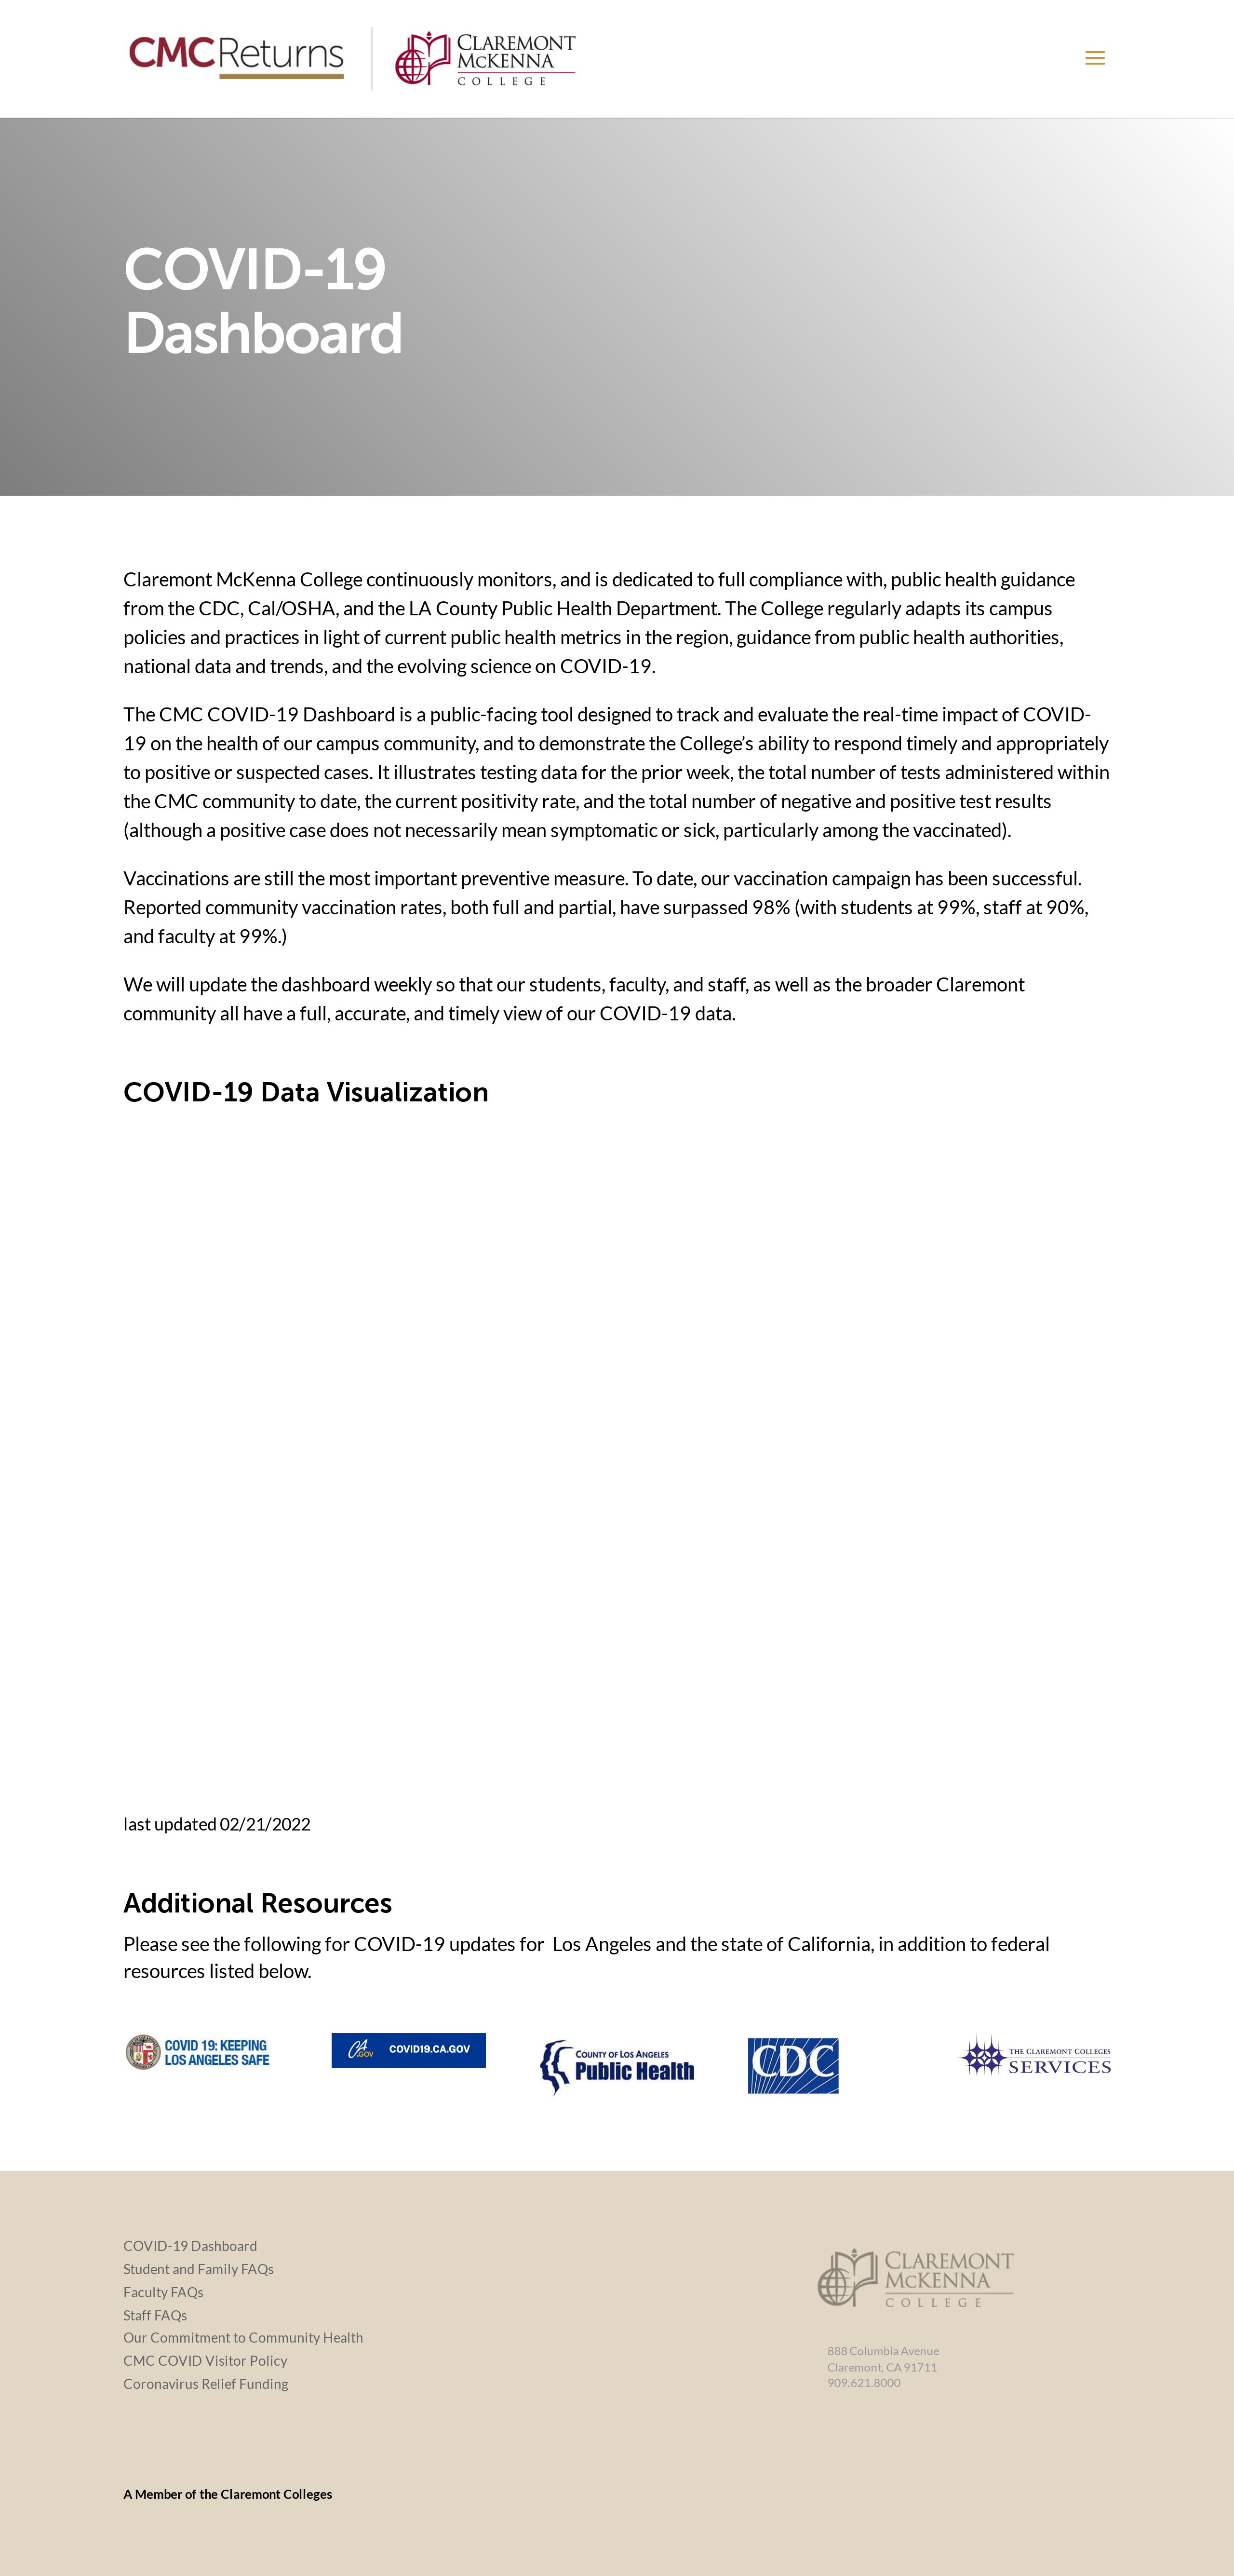 CMCReturns
CLAREMONT
MCKENNA
COLLEGE
COVID-19
Dashboard
Claremont McKenna College continuously monitors, and is dedicated to full compliance with, public health guidance
from the CDC, Cal/OSHA, and the LA County Public Health Department. The College regularly adapts its campus
policies and practices in light of current public health metrics in the region, guidance from public health authorities,
national data and trends, and the evolving science on COVID-19.
The CMC COVID-19 Dashboard is a public-facing tool designed to track and evaluate the real-time impact of COVID-
19 on the health of our campus community, and to demonstrate the College’s ability to respond timely and appropriately
to positive or suspected cases. It illustrates testing data for the prior week, the total number of tests administered within
the CMC community to date, the current positivity rate, and the total number of negative and positive test results
(although a positive case does not necessarily mean symptomatic or sick, particularly among the vaccinated).
Vaccinations are still the most important preventive measure. To date, our vaccination campaign has been successful.
Reported community vaccination rates, both full and partial, have surpassed 98% (with students at 99%, staff at 90%,
and faculty at 99%.)
We will update the dashboard weekly so that our students, faculty, and staff, as well as the broader Claremont
community all have a full, accurate, and timely view of our COVID-19 data.
COVID-19 Data Visualization
last updated 02/21/2022
Additional Resources
Please see the following for COVID-19 updates for  Los Angeles and the state of California, in addition to federal
resources listed below.
COVID 19: KEEPING
LOS ANGELES SAFE
CA.GOV COVID19.CA.GOV
COUNTY OF LOS ANGELES
Public Health
CDC
THE CLAREMONT COLLEGES
SERVICES
COVID-19 Dashboard
Student and Family FAQs
Faculty FAQs
Staff FAQs
Our Commitment to Community Health
CMC COVID Visitor Policy
Coronavirus Relief Funding
CLAREMONT
MCKENNA
COLLEGE
888 Columbia Avenue
Claremont, CA 91711
909.621.8000
A Member of the Claremont Colleges